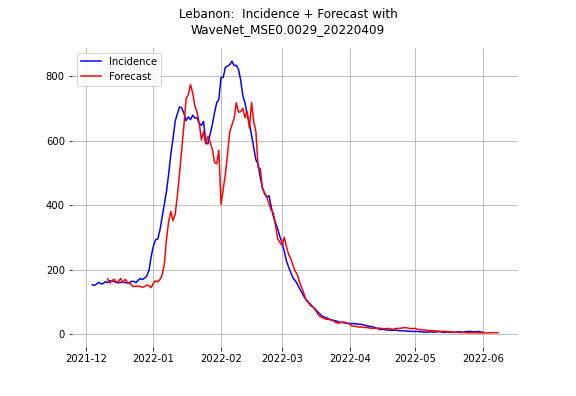 Lebanon:  Incidence + Forecast with
WaveNet_MSE0.0029_20220409
Incidence
Forecast
800
600
400
200
0
2021-12 2022-01 2022-02 2022-03 2022-04 2022-05 2022-06